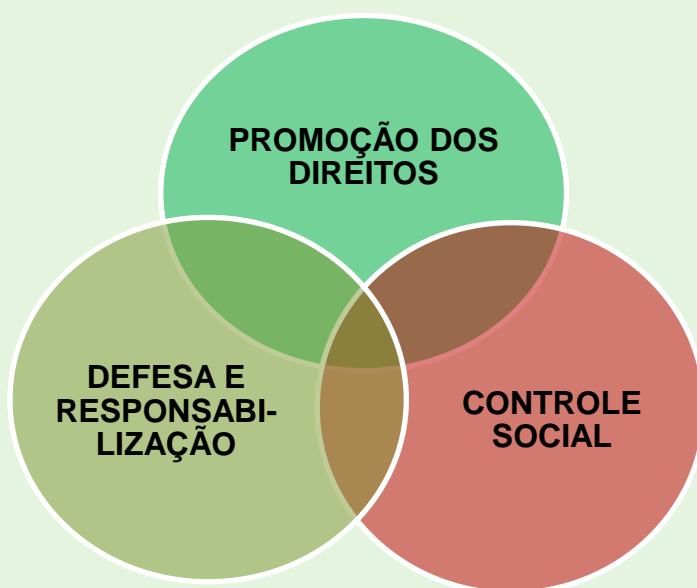 PROMOÇÃO DOS
DIREITOS
DEFESA E
RESPONSABI-
LIZAÇÃO
CONTROLE
SOCIAL